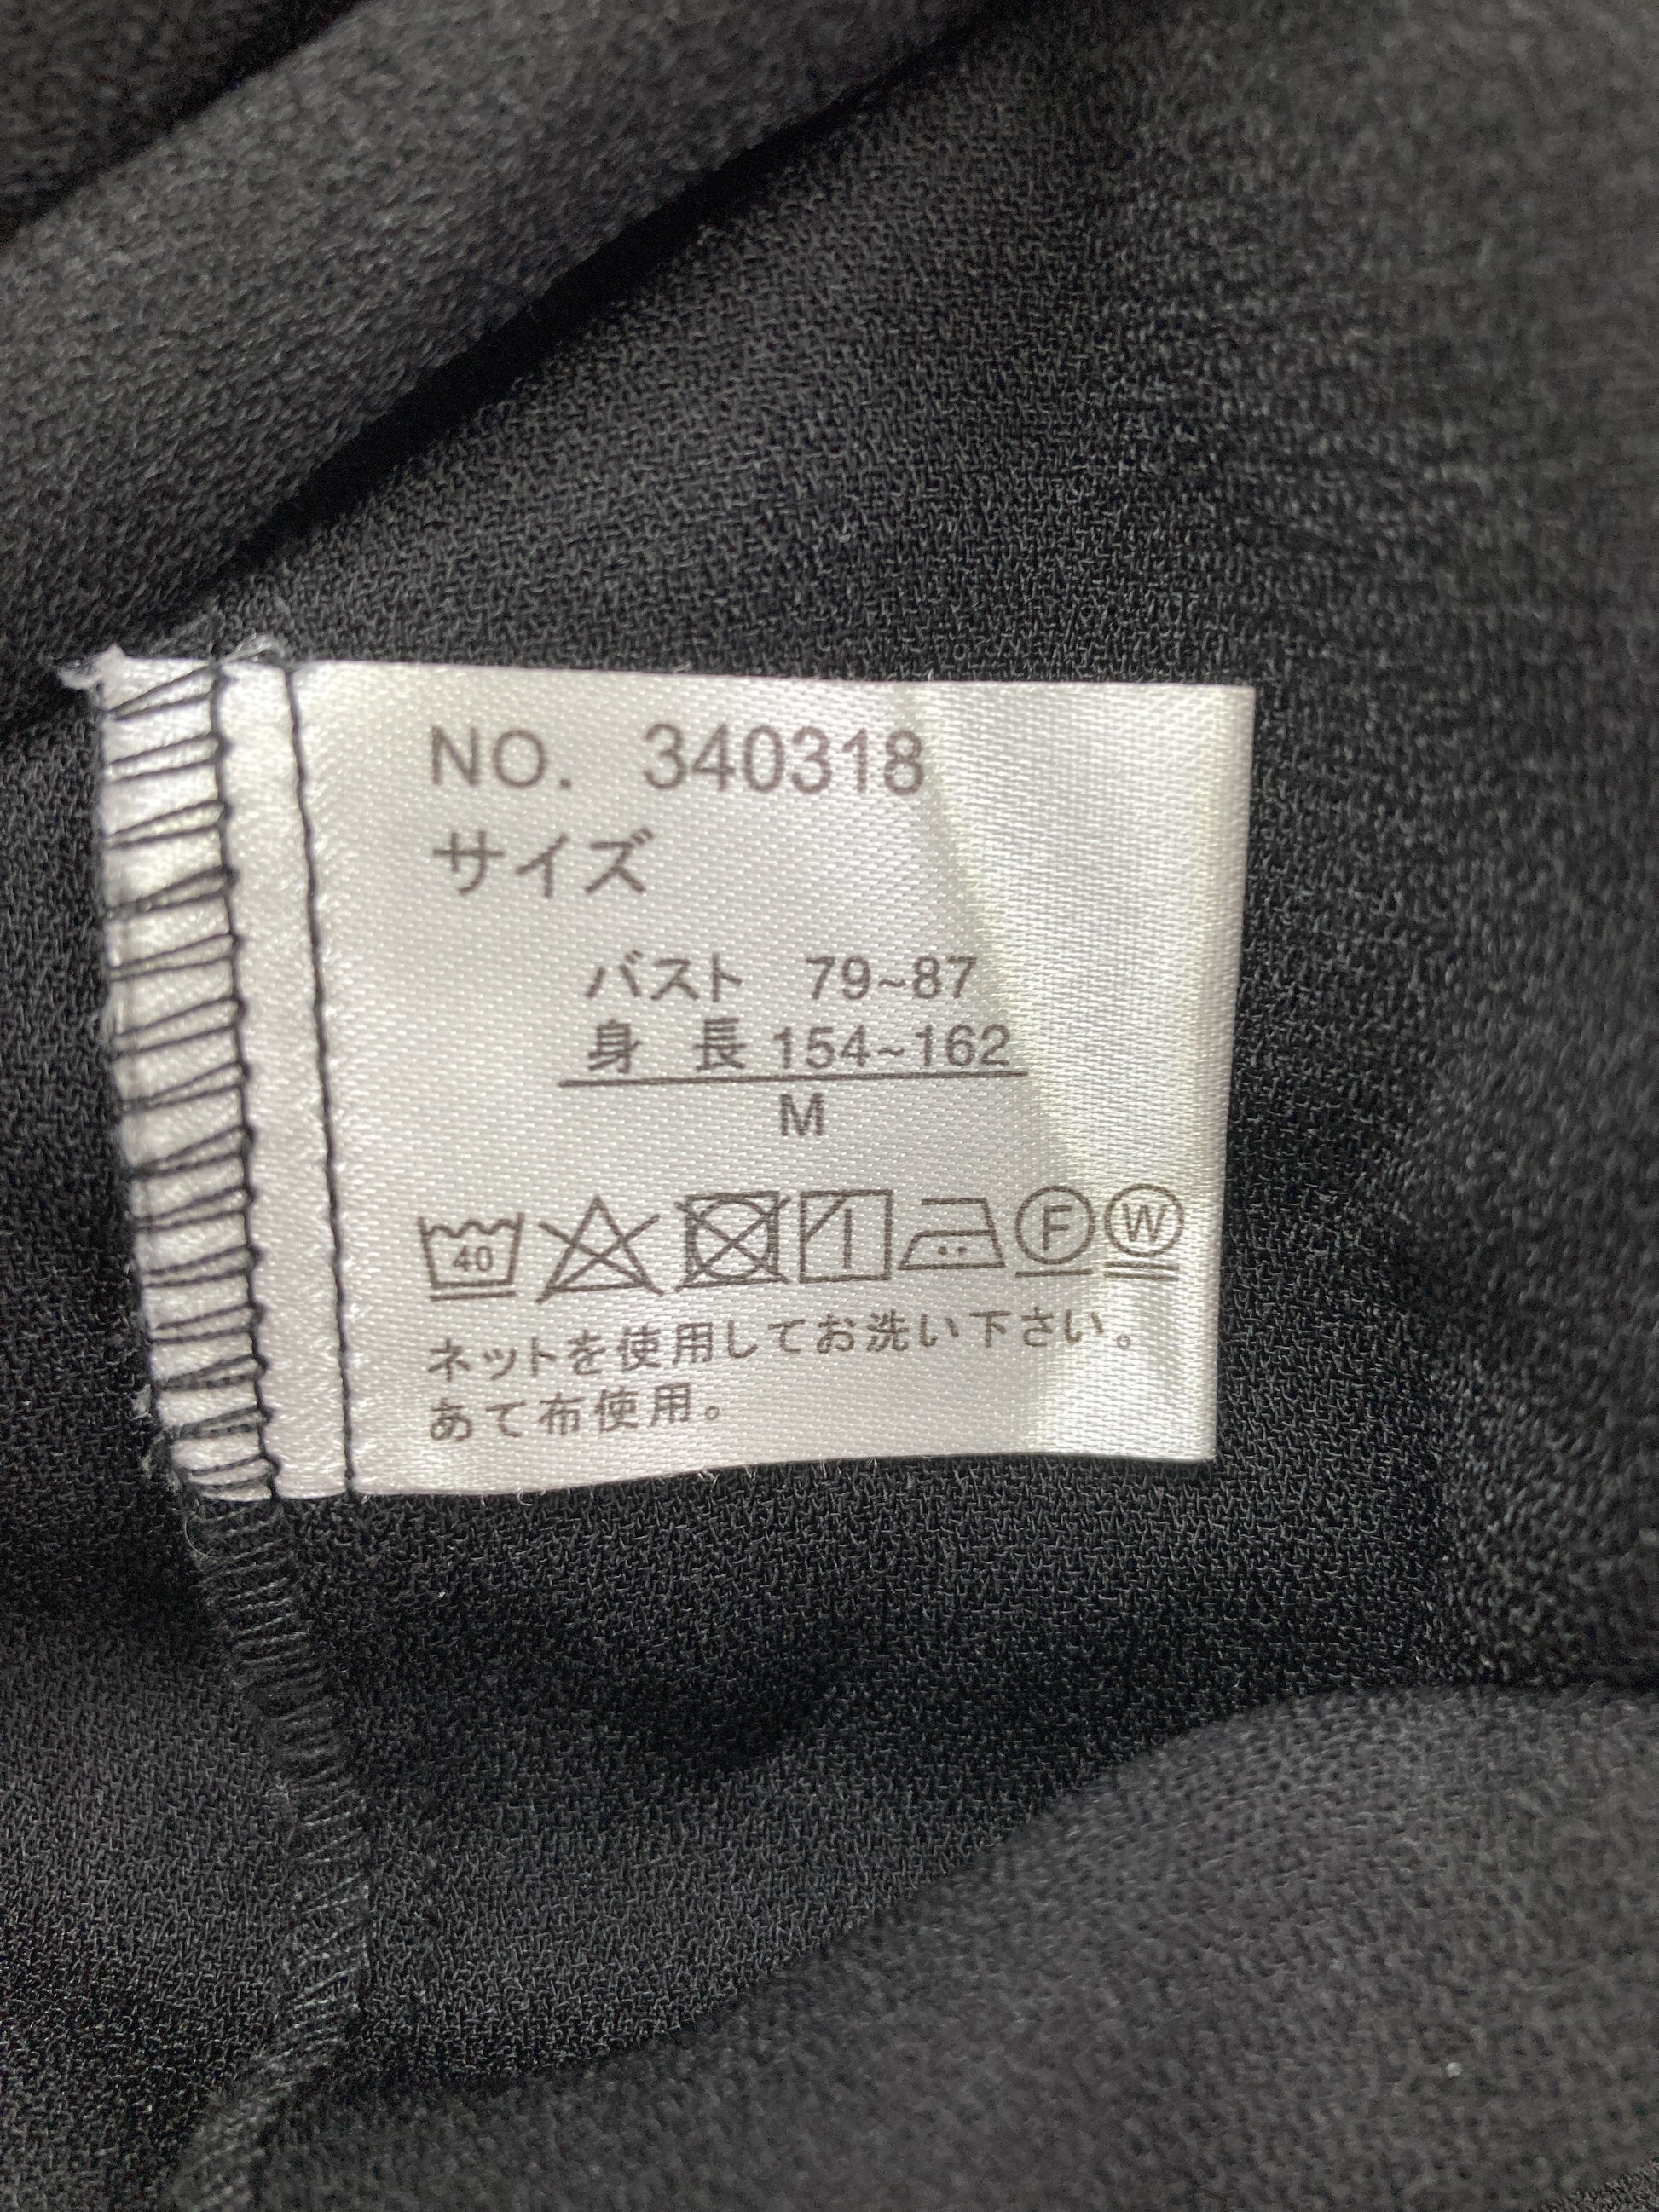 NO. 340318
サイズ
バスト 79~87
身 長 154~162
M
40 F W
ネットを使用してお洗い下さい。
あて布使用。